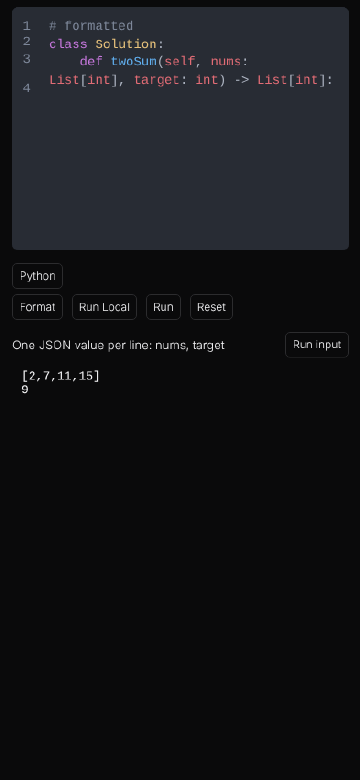 1 # formatted
2 class Solution:
3     def twoSum(self, nums:
List[int], target: int) -> List[int]:
4
Python
Format Run Local Run Reset
One JSON value per line: nums, target Run input
[2,7,11,15]
9